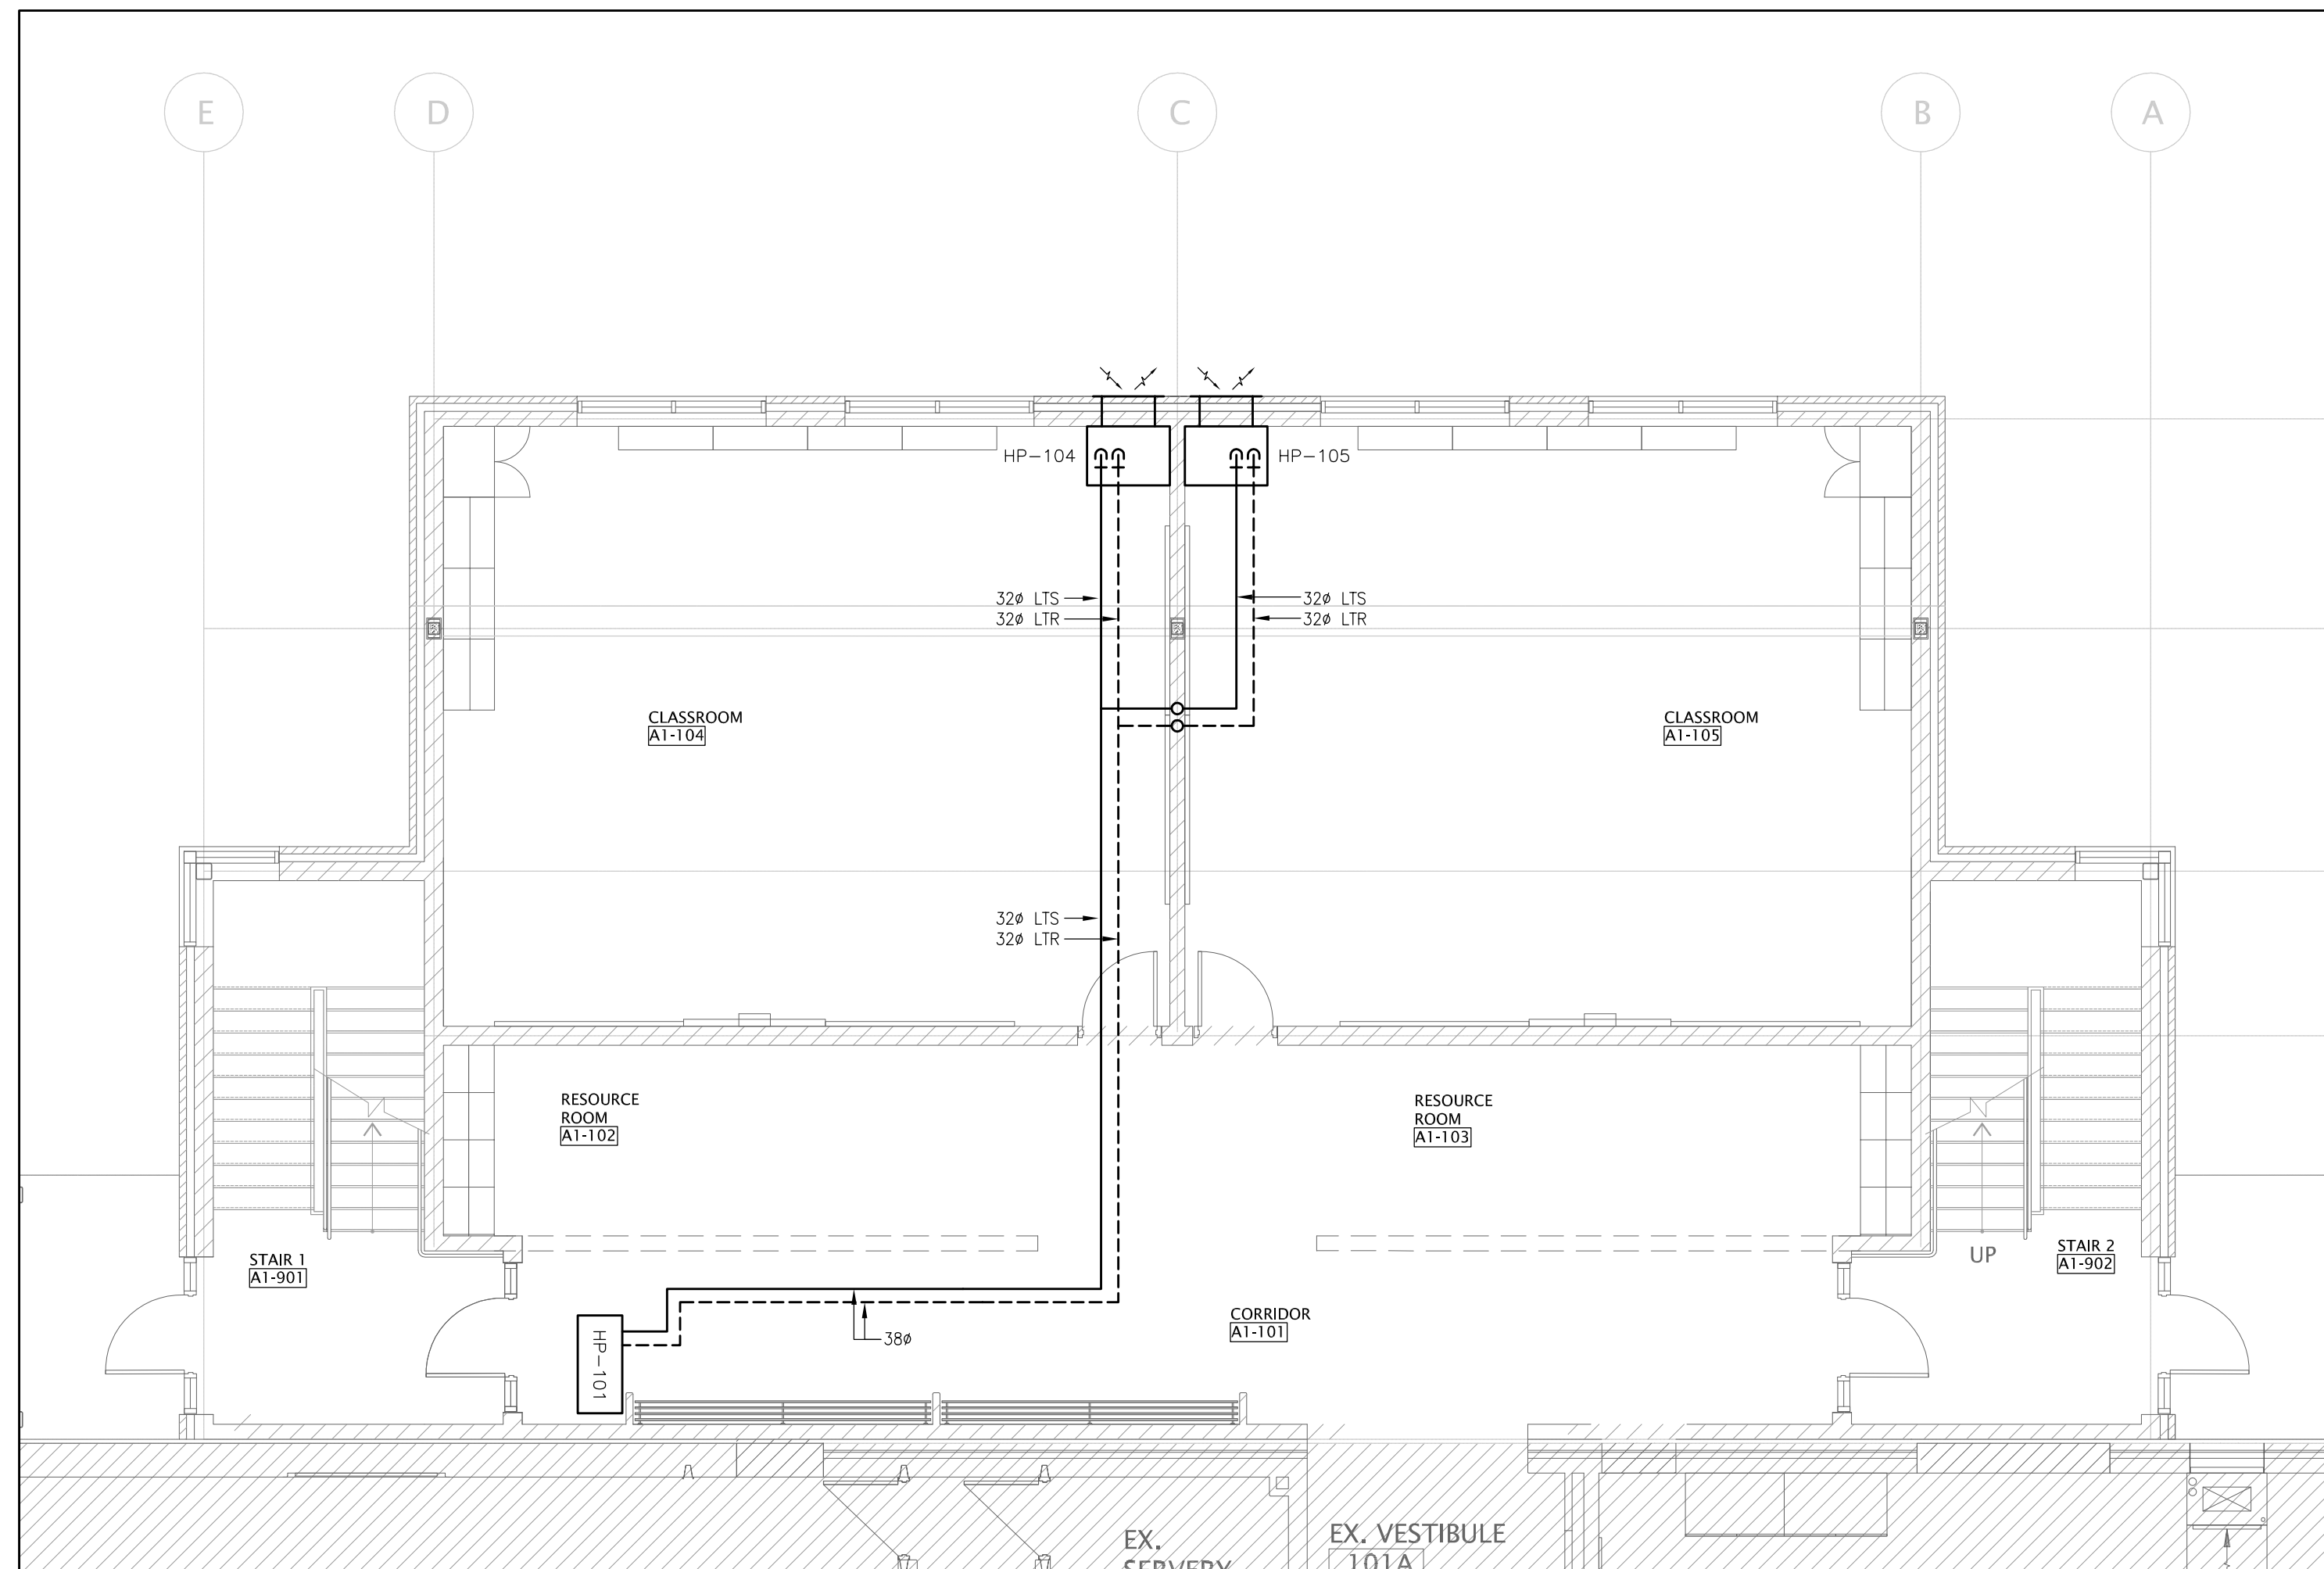 E
D
C
B
A
HP-104
HP-105
32ø LTS
32ø LTR
32ø LTS
32ø LTR
CLASSROOM
A1-104
CLASSROOM
A1-105
32ø LTS
32ø LTR
RESOURCE
ROOM
A1-102
RESOURCE
ROOM
A1-103
STAIR 1
A1-901
UP
STAIR 2
A1-902
HP-101
38ø
CORRIDOR
A1-101
EX.
SERVERY
EX. VESTIBULE
101A